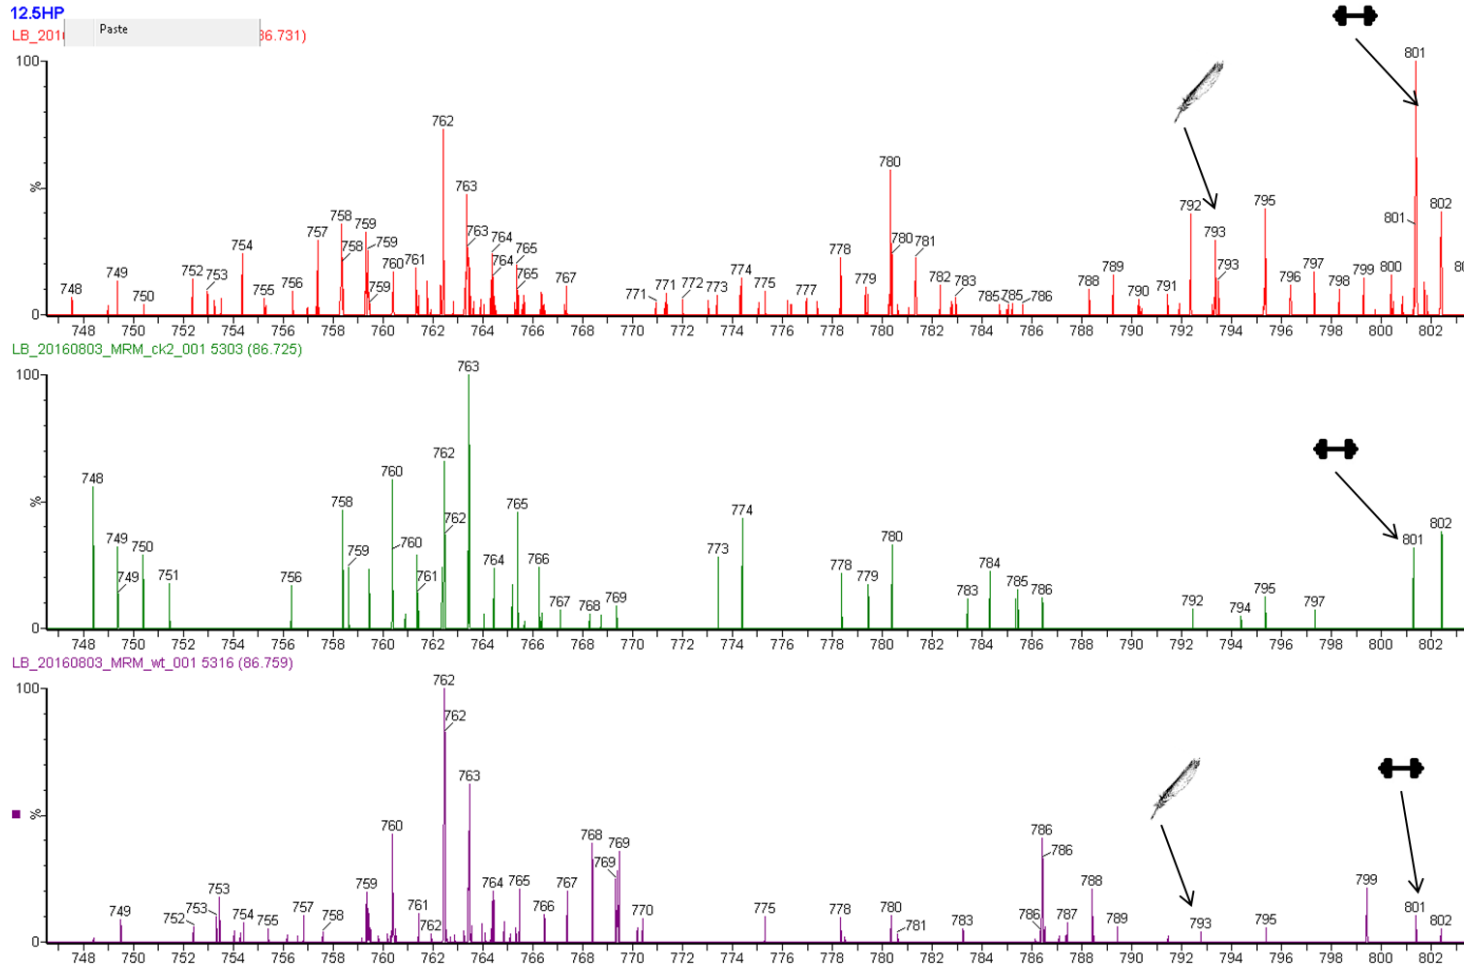 12.5HP
LB_201
Paste
36.731)
100
%
0
748 749 750 752 753 754 755 756 757 758 758 759 759 759 760 761 762 763 763 764 764 765 765 767 771 771 772 773 774 775 777 778 779 780 780 781 782 783 785 785 786 788 789 790 791 792 793 793 795 796 797 798 799 800 801 801 802
748 750 752 754 756 758 760 762 764 766 768 770 772 774 776 778 780 782 784 786 788 790 792 794 796 798 800 802
LB_20160803_MRM_ck2_001 5303 (86.725)
100
%
0
748 749 749 750 751 756 758 759 760 760 761 762 762 763 764 765 766 767 768 769 773 774 778 779 780 783 784 785 786 792 794 795 797 801 802
748 750 752 754 756 758 760 762 764 766 768 770 772 774 776 778 780 782 784 786 788 790 792 794 796 798 800 802
LB_20160803_MRM_wt_001 5316 (86.759)
100
%
0
749 752 753 753 754 755 757 758 759 760 761 762 762 762 763 764 765 766 767 768 769 769 770 775 778 780 781 783 786 786 786 787 788 789 793 795 799 801 802
748 750 752 754 756 758 760 762 764 766 768 770 772 774 776 778 780 782 784 786 788 790 792 794 796 798 800 802